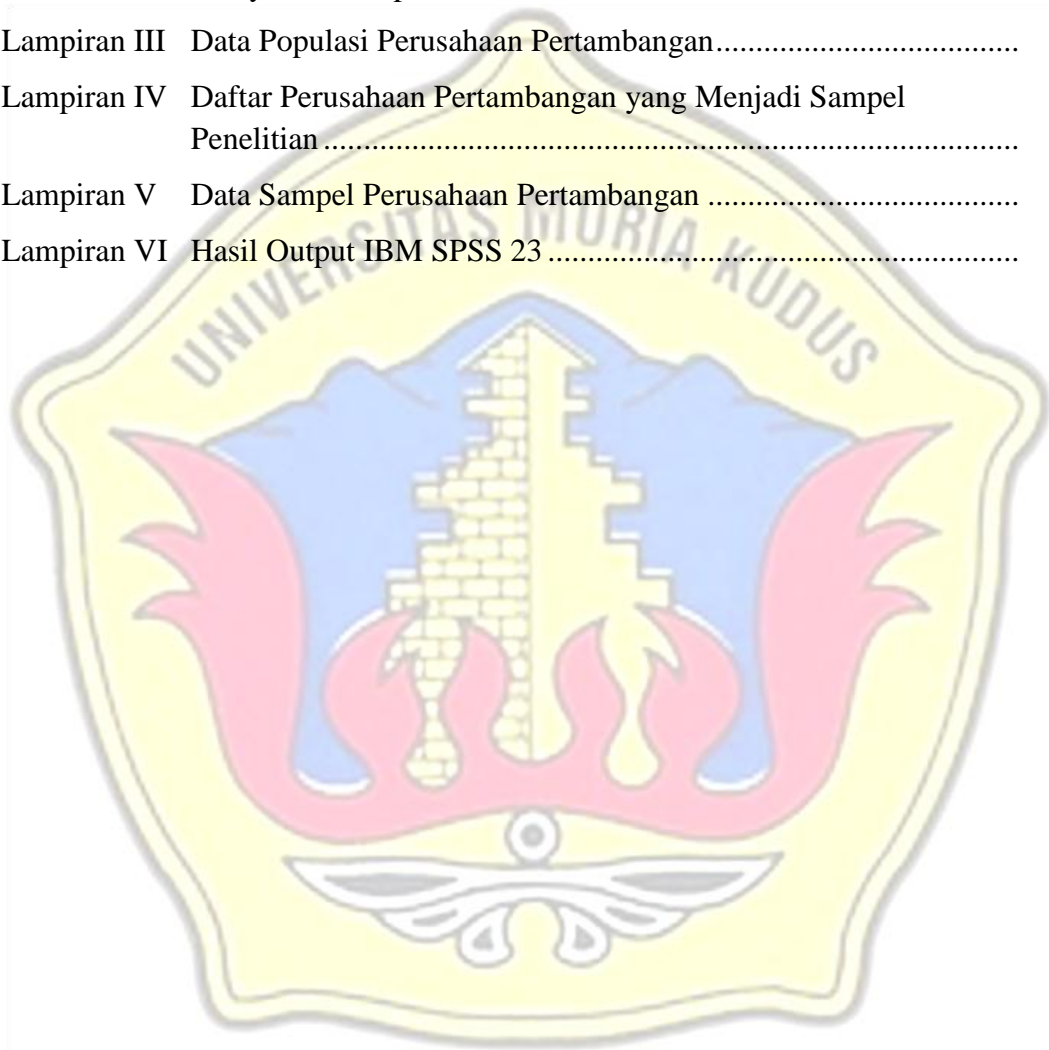 Lampiran III Data Populasi Perusahaan Pertambangan......................................
Lampiran IV Daftar Perusahaan Pertambangan yang Menjadi Sampel
Penelitian.......................................................................................
Lampiran V Data Sampel Perusahaan Pertambangan.......................................
Lampiran VI Hasil Output IBM SPSS 23...........................................................
UNIVERSITAS MURIA KUDUS